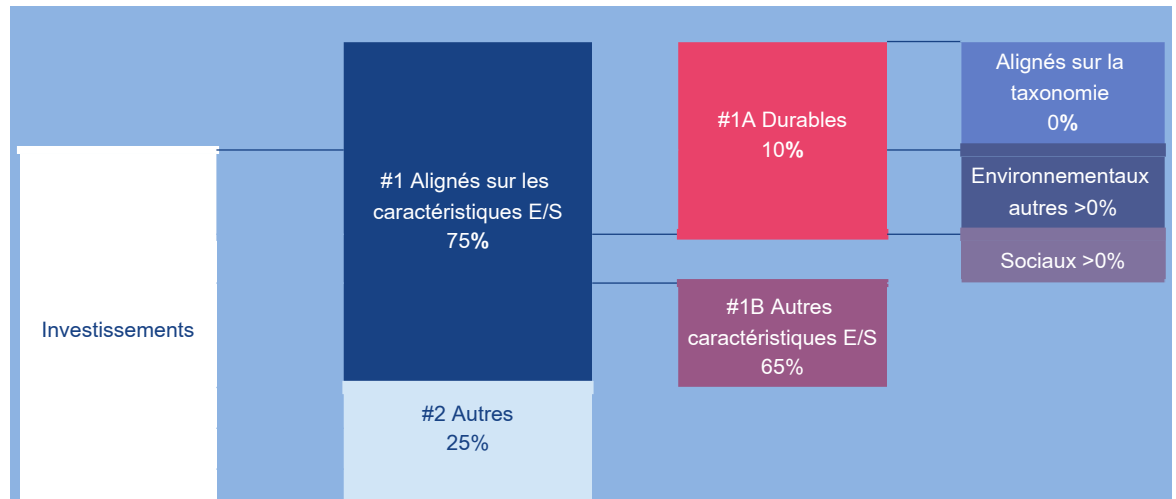 Investissements
#1 Alignés sur les
caractéristiques E/S
75%
#2 Autres
25%
#1A Durables
10%
#1B Autres
caractéristiques E/S
65%
Alignés sur la
taxonomie
0%
Environnementaux
autres >0%
Sociaux >0%